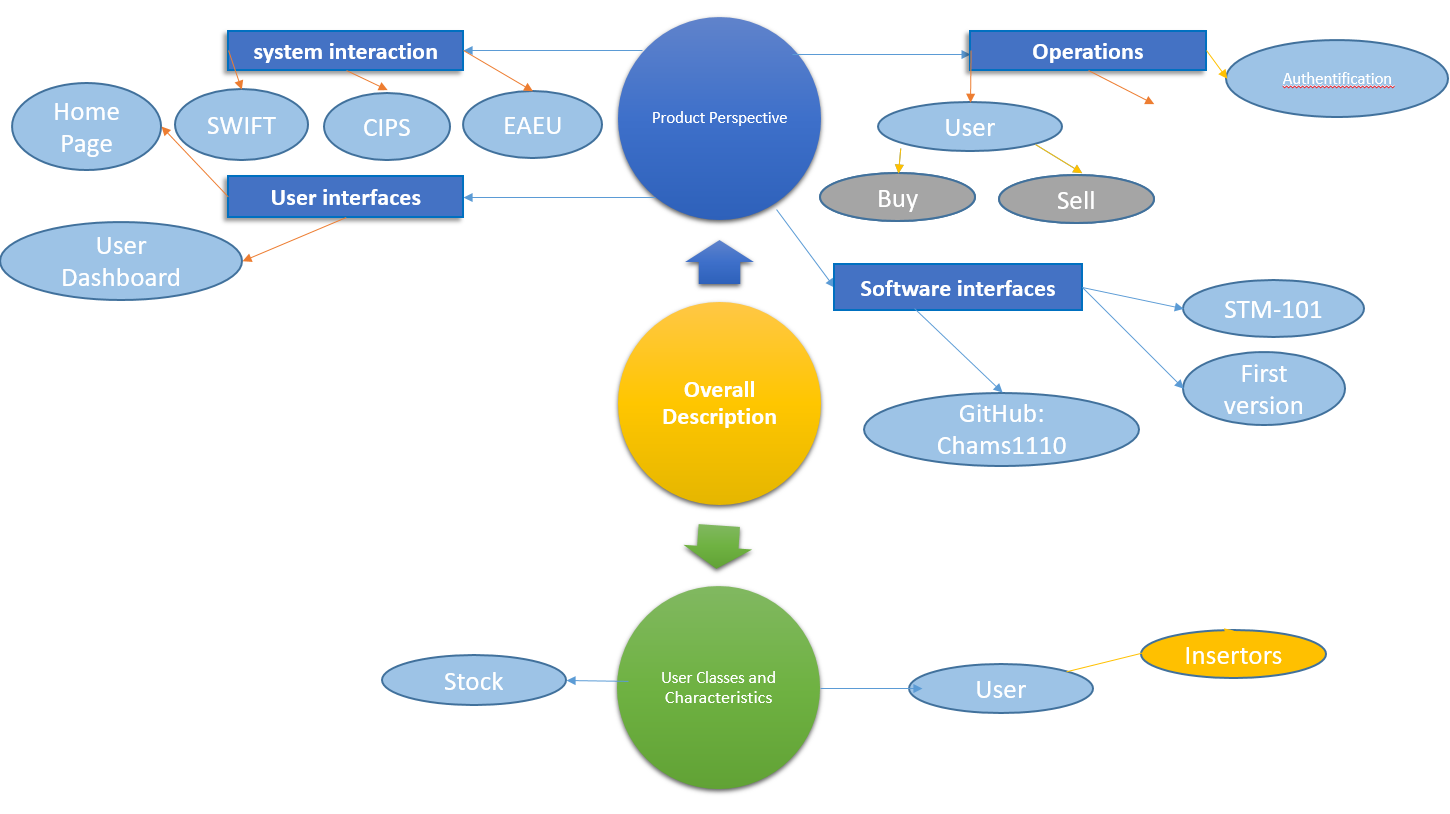 system interaction
Operations
Authentification
Product Perspective
Home
Page
SWIFT
CIPS
EAEU
User
Buy
Sell
User interfaces
User
Dashboard
Software interfaces
STM-101
First
version
GitHub:
Chams1110
Overall
Description
User Classes and
Characteristics
Stock
User
Insertors